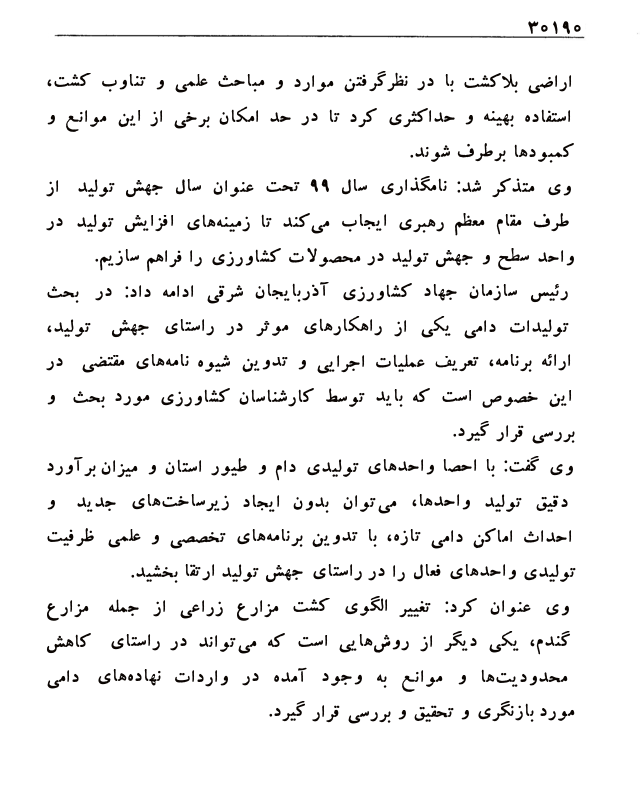 ۳۰۱۹۰
اراضی بلاکشت با در نظرگرفتن موارد و مباحث علمی و تناوب کشت،
استفاده بهینه و حداکثری کرد تا در حد امکان برخی از این موانع و
کمبودها برطرف شوند.
وی متذکر شد: نامگذاری سال ۹۹ تحت عنوان سال جهش تولید از
طرف مقام معظم رهبری ایجاب می‌کند تا زمینه‌های افزایش تولید در
واحد سطح و جهش تولید در محصولات کشاورزی را فراهم سازیم.
رئیس سازمان جهاد کشاورزی آذربایجان شرقی ادامه داد: در بحث
تولیدات دامی یکی از راهکارهای موثر در راستای جهش تولید،
ارائه برنامه، تعریف عملیات اجرایی و تدوین شیوه نامه‌های مقتضی در
این خصوص است که باید توسط کارشناسان کشاورزی مورد بحث و
بررسی قرار گیرد.
وی گفت: با احصا واحدهای تولیدی دام و طیور استان و میزان برآورد
دقیق تولید واحدها، می‌توان بدون ایجاد زیرساخت‌های جدید و
احداث اماکن دامی تازه، با تدوین برنامه‌های تخصصی و علمی ظرفیت
تولیدی واحدهای فعال را در راستای جهش تولید ارتقا بخشید.
وی عنوان کرد: تغییر الگوی کشت مزارع زراعی از جمله مزارع
گندم، یکی دیگر از روش‌هایی است که می‌تواند در راستای کاهش
محدودیت‌ها و موانع به وجود آمده در واردات نهاده‌های دامی
مورد بازنگری و تحقیق و بررسی قرار گیرد.